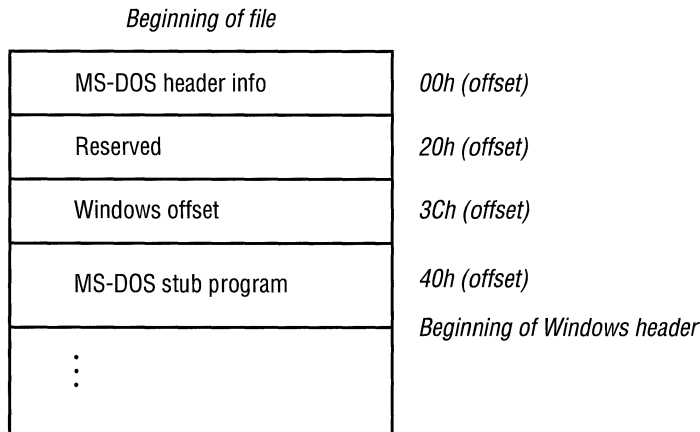 Beginning of file
MS-DOS header info 00h (offset)
Reserved 20h (offset)
Windows offset 3Ch (offset)
MS-DOS stub program 40h (offset)
Beginning of Windows header